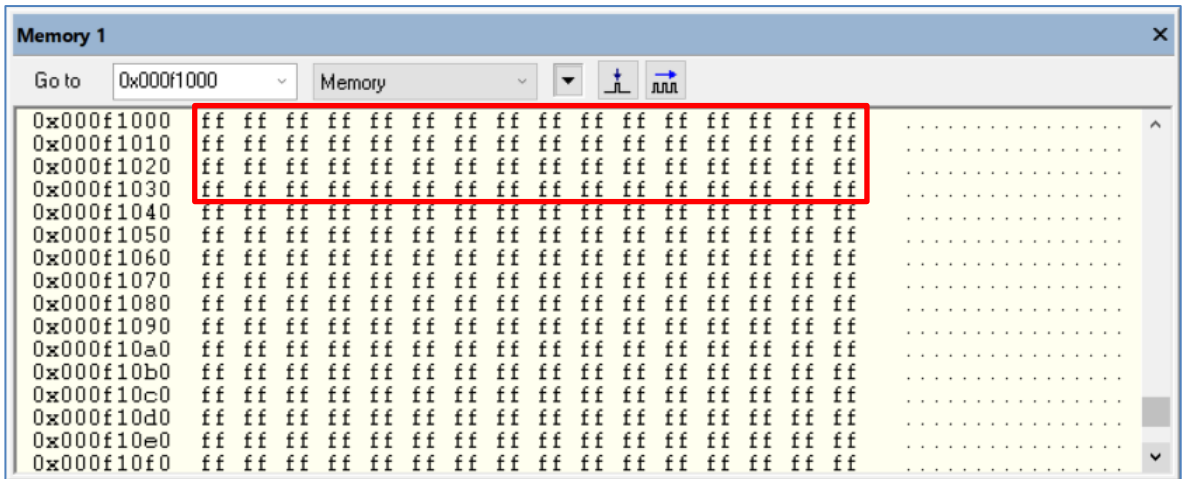 Memory 1
Go to 0x000f1000 Memory
0x000f1000 ff ff ff ff ff ff ff ff ff ff ff ff ff ff ff ff ................
0x000f1010 ff ff ff ff ff ff ff ff ff ff ff ff ff ff ff ff ................
0x000f1020 ff ff ff ff ff ff ff ff ff ff ff ff ff ff ff ff ................
0x000f1030 ff ff ff ff ff ff ff ff ff ff ff ff ff ff ff ff ................
0x000f1040 ff ff ff ff ff ff ff ff ff ff ff ff ff ff ff ff ................
0x000f1050 ff ff ff ff ff ff ff ff ff ff ff ff ff ff ff ff ................
0x000f1060 ff ff ff ff ff ff ff ff ff ff ff ff ff ff ff ff ................
0x000f1070 ff ff ff ff ff ff ff ff ff ff ff ff ff ff ff ff ................
0x000f1080 ff ff ff ff ff ff ff ff ff ff ff ff ff ff ff ff ................
0x000f1090 ff ff ff ff ff ff ff ff ff ff ff ff ff ff ff ff ................
0x000f10a0 ff ff ff ff ff ff ff ff ff ff ff ff ff ff ff ff ................
0x000f10b0 ff ff ff ff ff ff ff ff ff ff ff ff ff ff ff ff ................
0x000f10c0 ff ff ff ff ff ff ff ff ff ff ff ff ff ff ff ff ................
0x000f10d0 ff ff ff ff ff ff ff ff ff ff ff ff ff ff ff ff ................
0x000f10e0 ff ff ff ff ff ff ff ff ff ff ff ff ff ff ff ff ................
0x000f10f0 ff ff ff ff ff ff ff ff ff ff ff ff ff ff ff ff ................